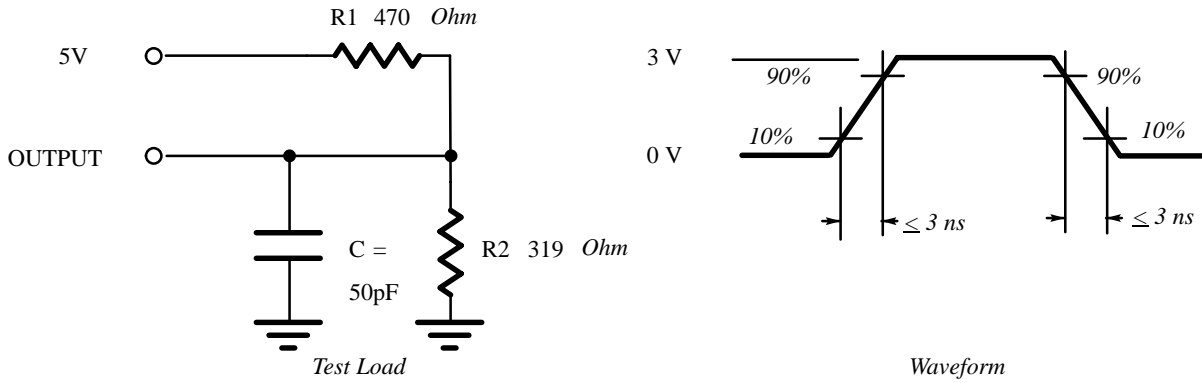 R1 470 Ohm
5V
OUTPUT
C =
50pF
R2 319 Ohm
Test Load
3 V
90%
90%
10%
10%
0 V
≤ 3 ns
≤ 3 ns
Waveform